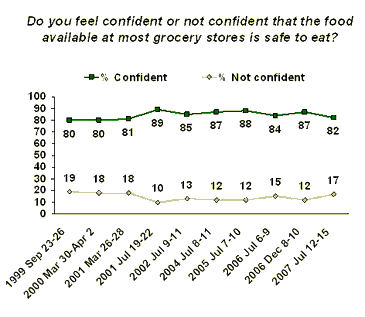 Do you feel confident or not confident that the food
available at most grocery stores is safe to eat?
% Confident % Not confident
100
90
80
70
60
50
40
30
20
10
0
80 80 81 89 85 87 88 84 87 82
19 18 18 10 13 12 12 15 12 17
1999 Sep 23-26
2000 Mar 30-Apr 2
2001 Mar 26-28
2001 Jul 19-22
2002 Jul 9-11
2004 Jul 8-11
2005 Jul 7-10
2006 Jul 6-9
2006 Dec 8-10
2007 Jul 12-15